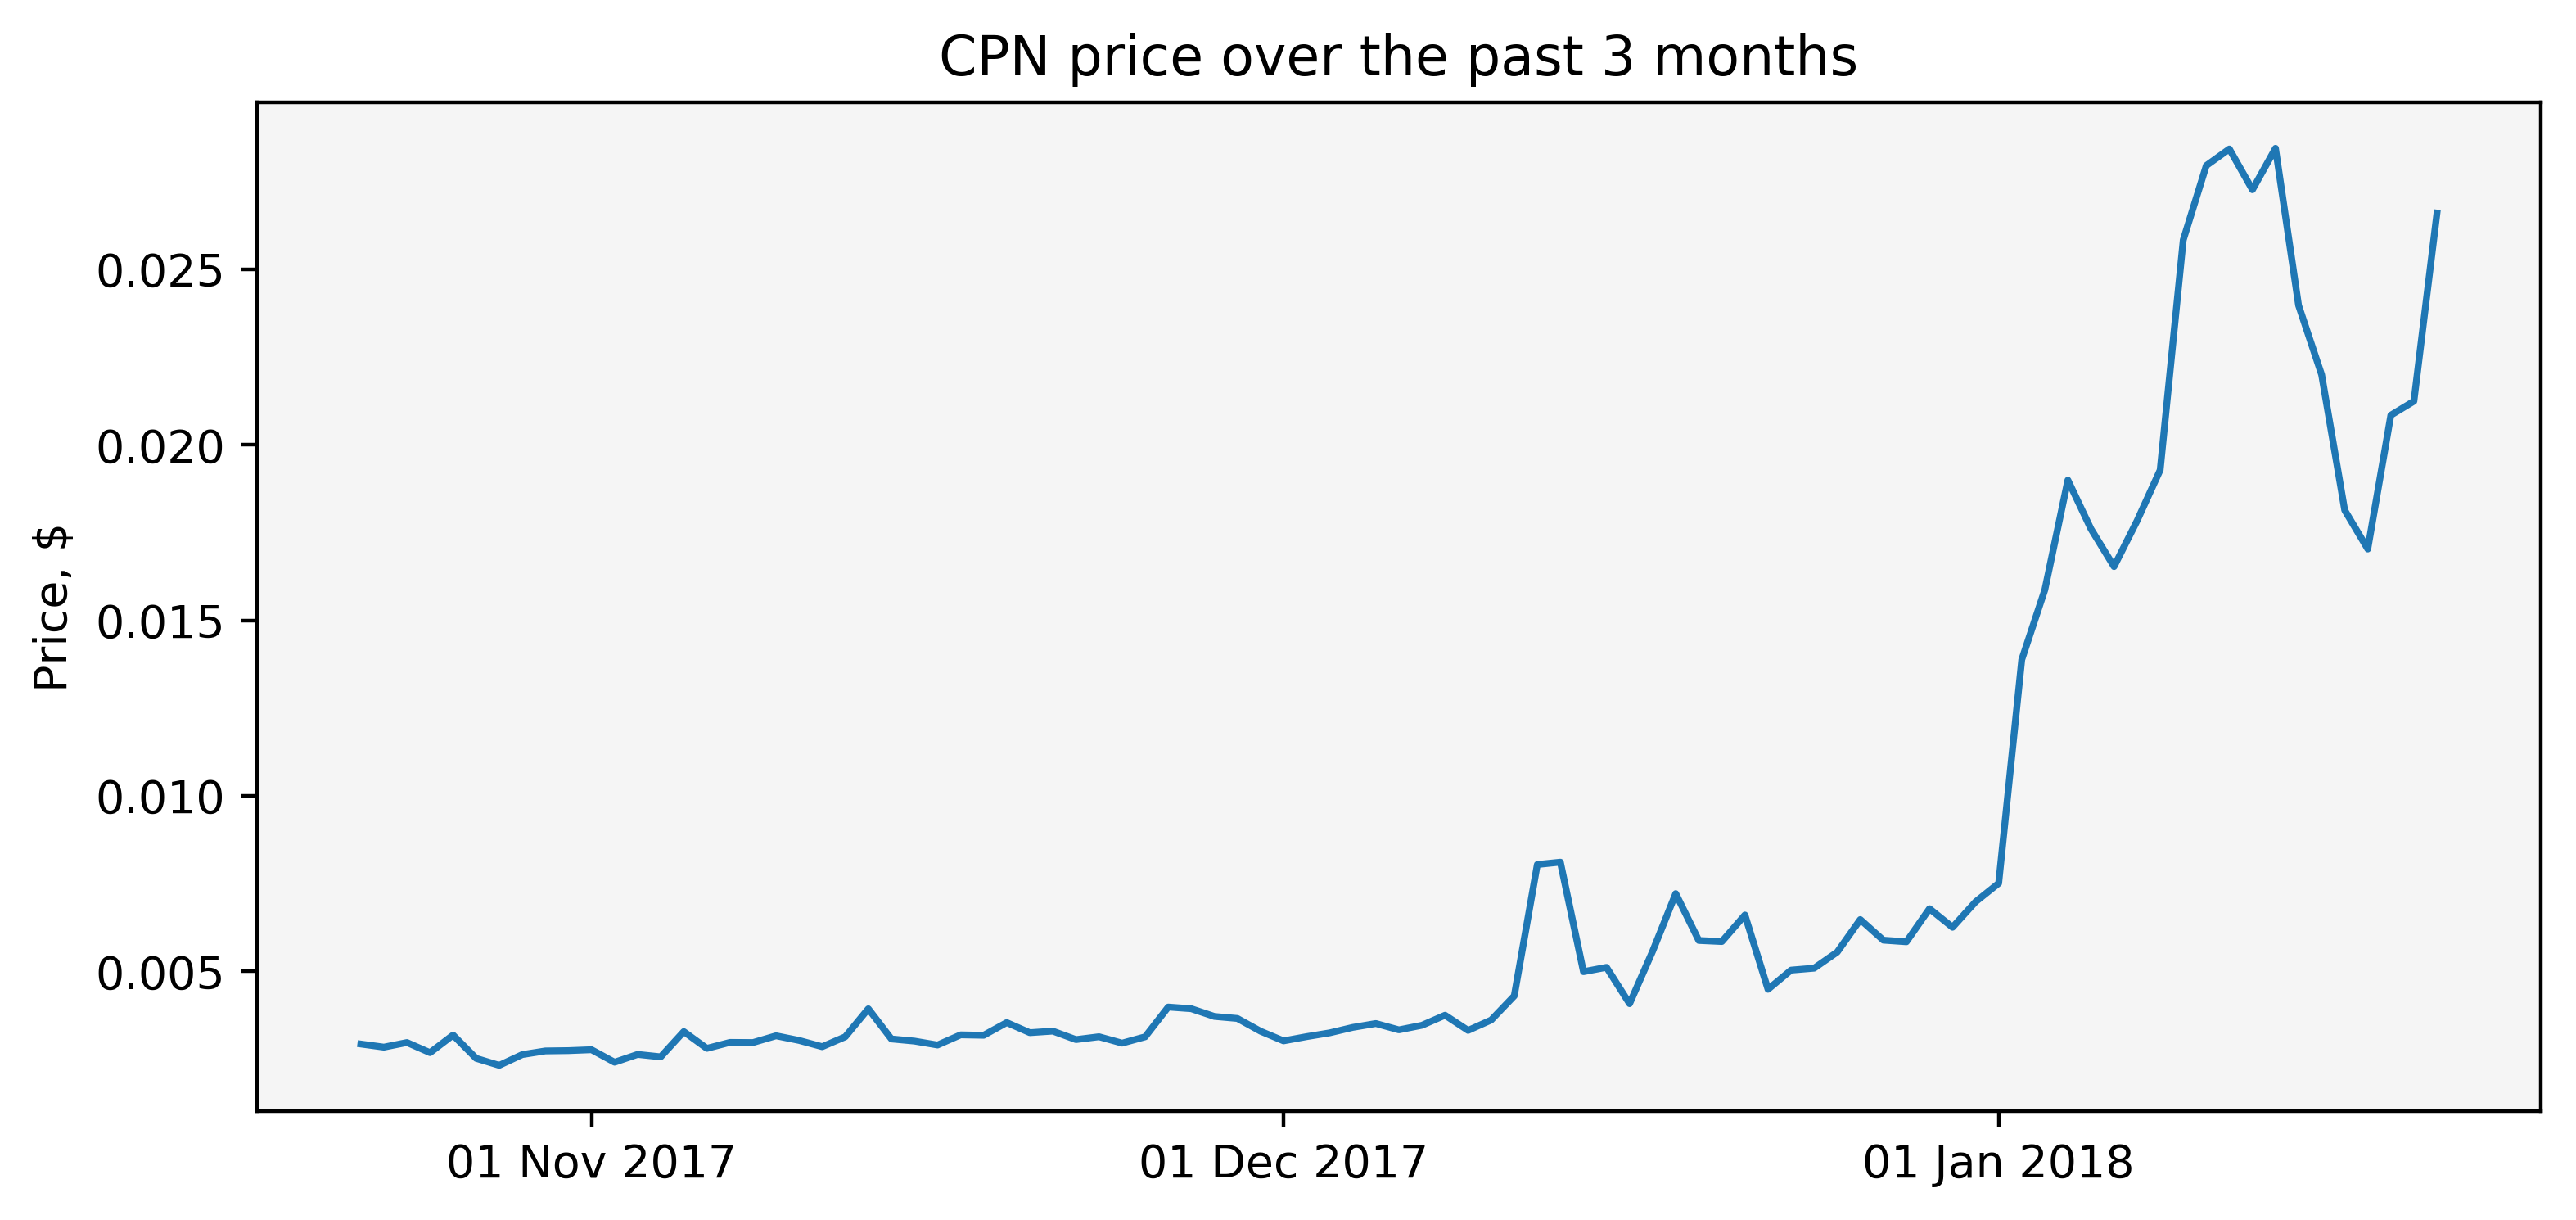 CPN price over the past 3 months
Price, $
0.025
0.020
0.015
0.010
0.005
01 Nov 2017
01 Dec 2017
01 Jan 2018